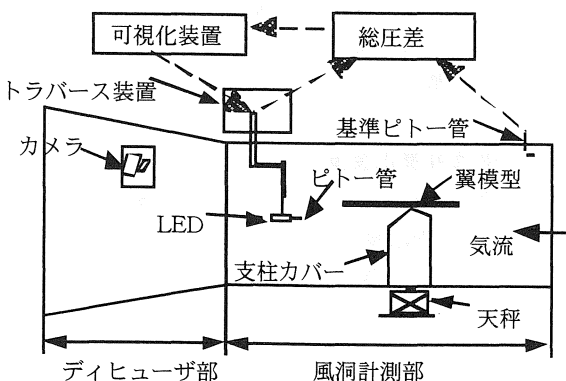 可視化装置
総圧差
トラバース装置
基準ピトー管
カメラ
ピトー管
翼模型
LED
気流
支柱カバー
天秤
ディヒューザ部
風洞計測部